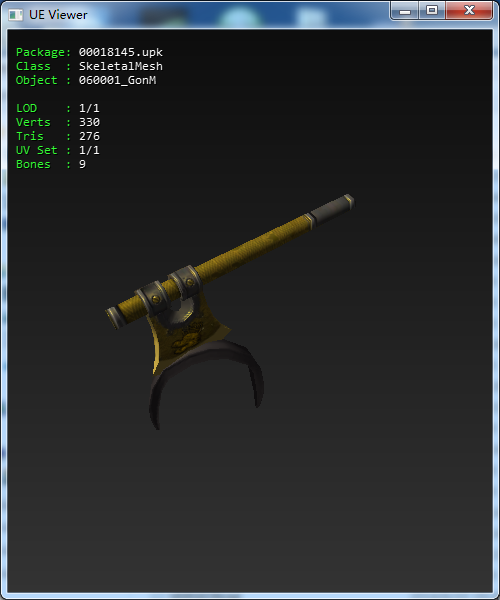 UE Viewer
Package: 00018145.upk
Class : SkeletalMesh
Object : 060001_GonM
LOD : 1/1
Verts : 330
Tris : 276
UV Set : 1/1
Bones : 9